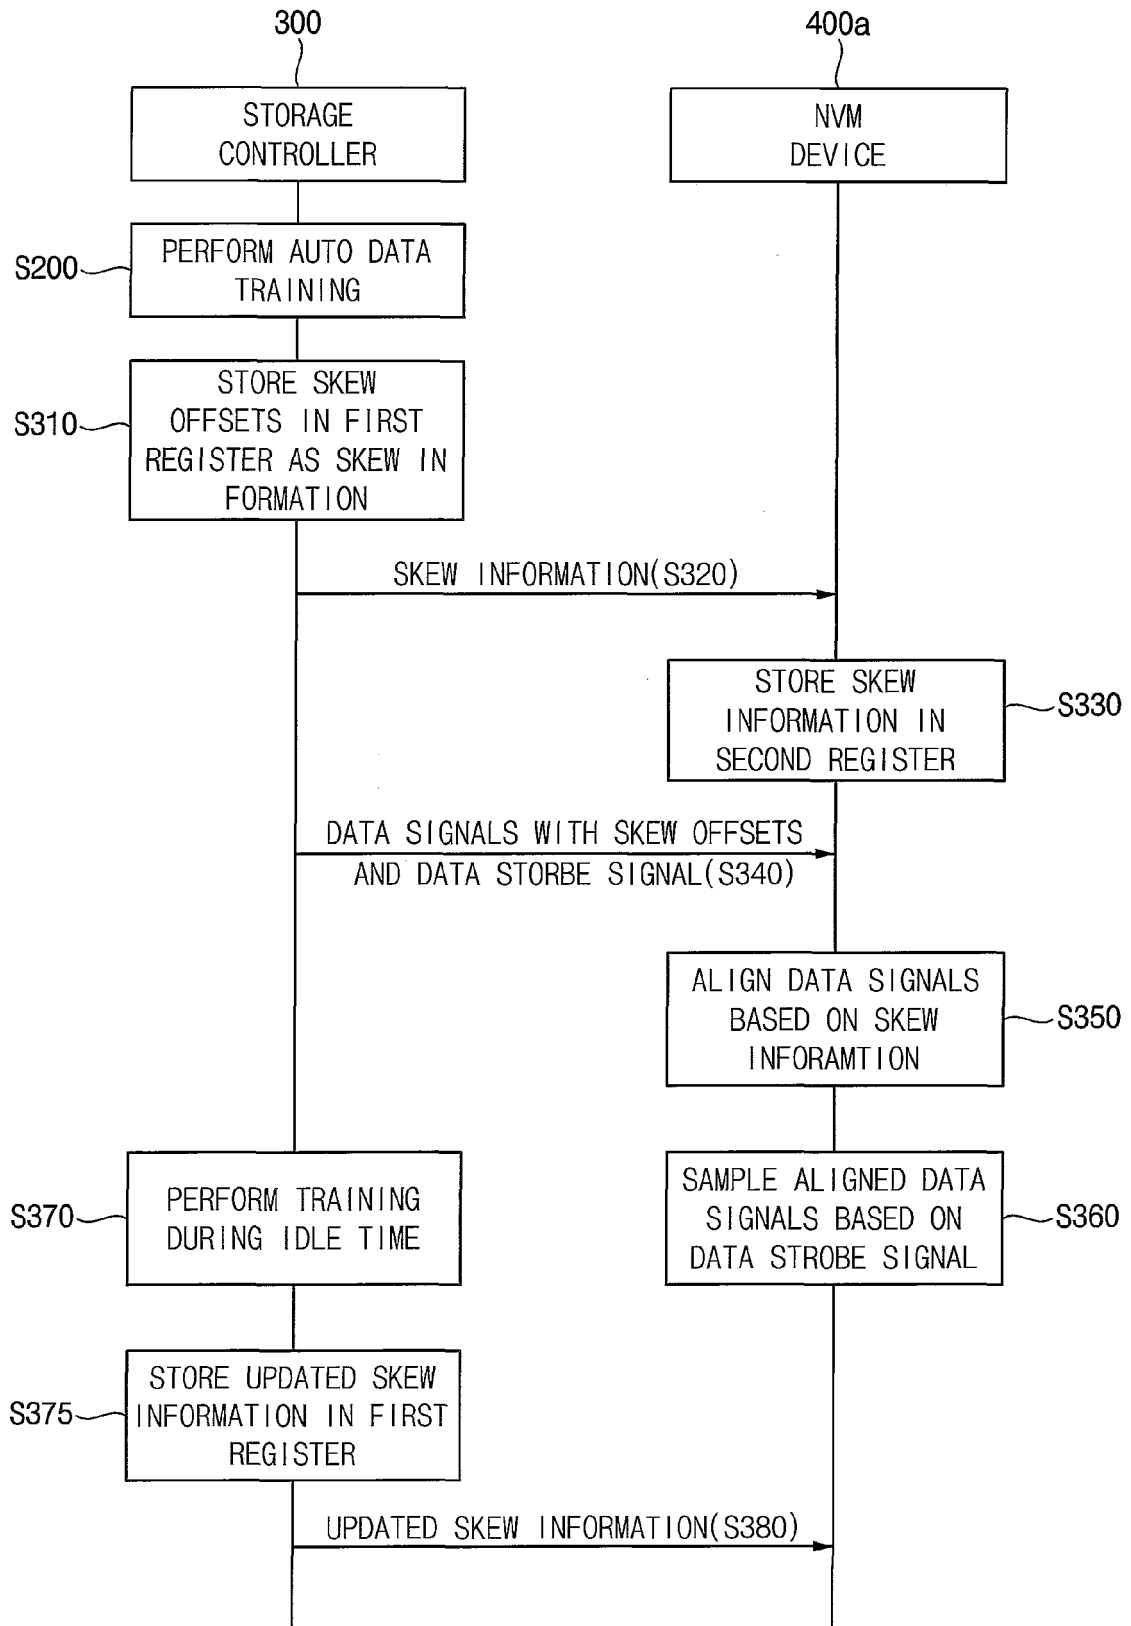 300
400a
STORAGE
CONTROLLER
NVM
DEVICE
S200
PERFORM AUTO DATA
TRAINING
S310
STORE SKEW
OFFSETS IN FIRST
REGISTER AS SKEW IN
FORMATION
SKEW INFORMATION(S320)
STORE SKEW
INFORMATION IN
SECOND REGISTER
S330
DATA SIGNALS WITH SKEW OFFSETS
AND DATA STORBE SIGNAL(S340)
ALIGN DATA SIGNALS
BASED ON SKEW
INFORAMTION
S350
S370
PERFORM TRAINING
DURING IDLE TIME
SAMPLE ALIGNED DATA
SIGNALS BASED ON
DATA STROBE SIGNAL
S360
S375
STORE UPDATED SKEW
INFORMATION IN FIRST
REGISTER
UPDATED SKEW INFORMATION(S380)